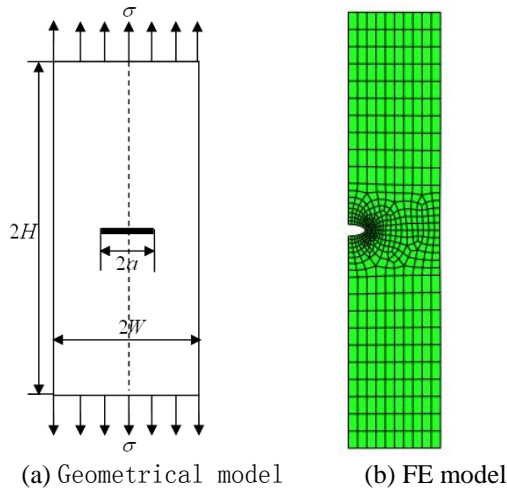 σ
2H
2a
2W
σ
(a) Geometrical model
(b) FE model